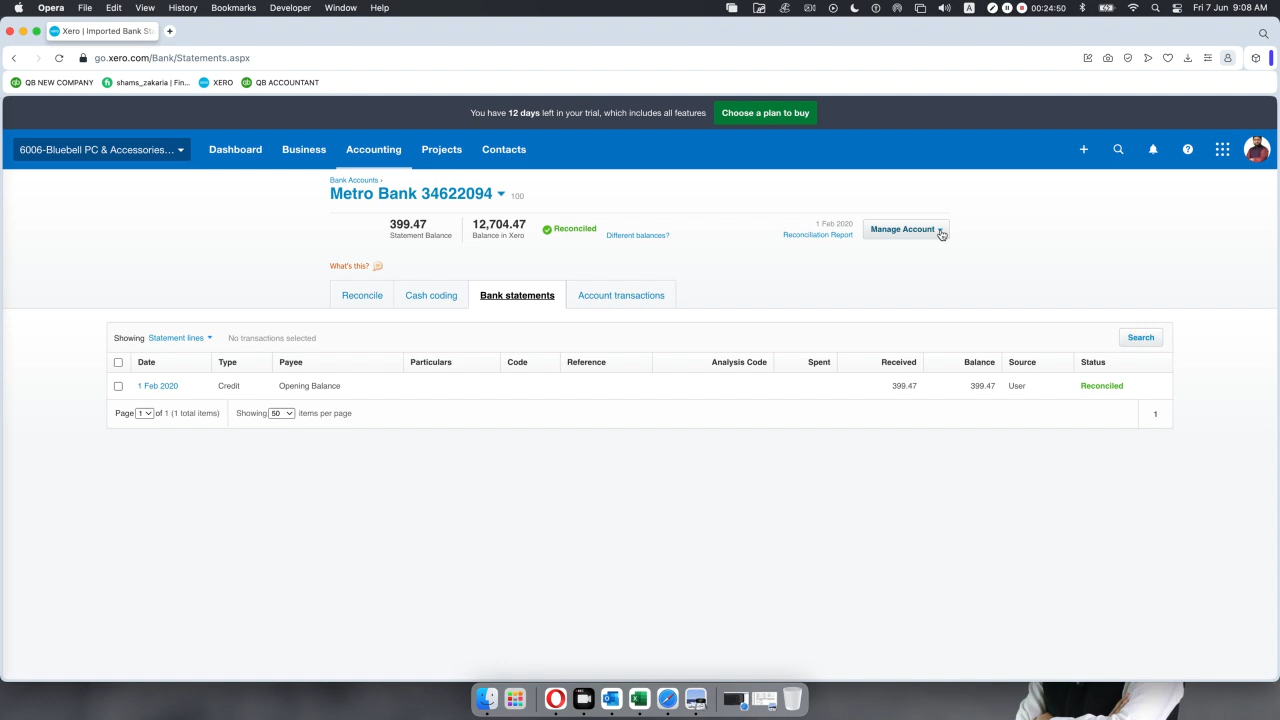 Opera File Edit View History Bookmarks Developer Window Help 00:24:50 A Fri 7 Jun 9:08 AM
Xero | Imported Bank St
go.xero.com/Bank/Statements.aspx
QB NEW COMPANY shams_zakaria | Fin... XERO QB ACCOUNTANT
You have 12 days left in your trial, which includes all features Choose a plan to buy
6006-Bluebell PC & Accessories... Dashboard Business Accounting Projects Contacts
Bank Accounts ›
Metro Bank 34622094 100
399.47 12,704.47 Reconciled 1 Feb 2020 Manage Account
Statement Balance Balance in Xero Different balances? Reconciliation Report
What's this?
Reconcile Cash coding Bank statements Account transactions
Showing Statement lines No transactions selected Search
Date Type Payee Particulars Code Reference Analysis Code Spent Received Balance Source Status
1 Feb 2020 Credit Opening Balance 399.47 399.47 User Reconciled
Page 1 of 1 (1 total items) Showing 50 items per page 1